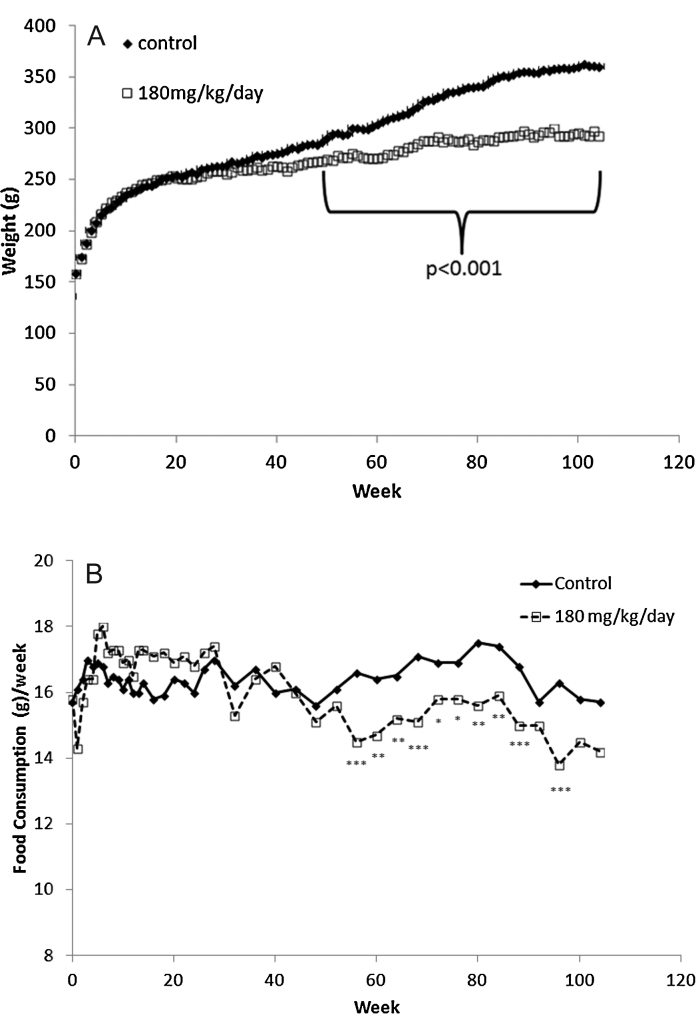 A
control
180mg/kg/day
400
350
300
250
200
150
100
50
0
Weight (g)
p<0.001
0 20 40 60 80 100 120
Week
B
Control
180 mg/kg/day
20
18
16
14
12
10
8
Food Consumption (g)/week
*** ** ** *** * * ** ** *** ***
0 20 40 60 80 100 120
Week